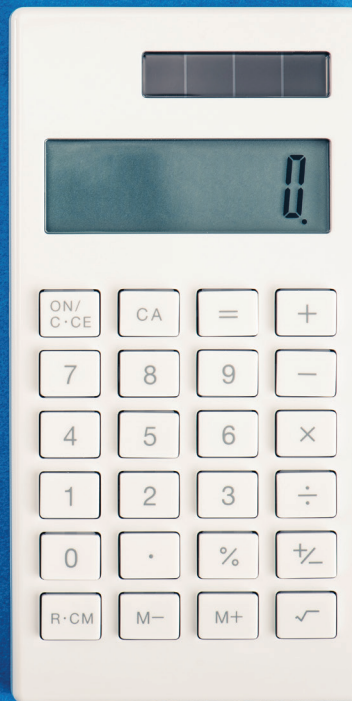 0.
ON/
C·CE CA = +
7 8 9 −
4 5 6 ×
1 2 3 ÷
0 · % +/−
R·CM M− M+ √